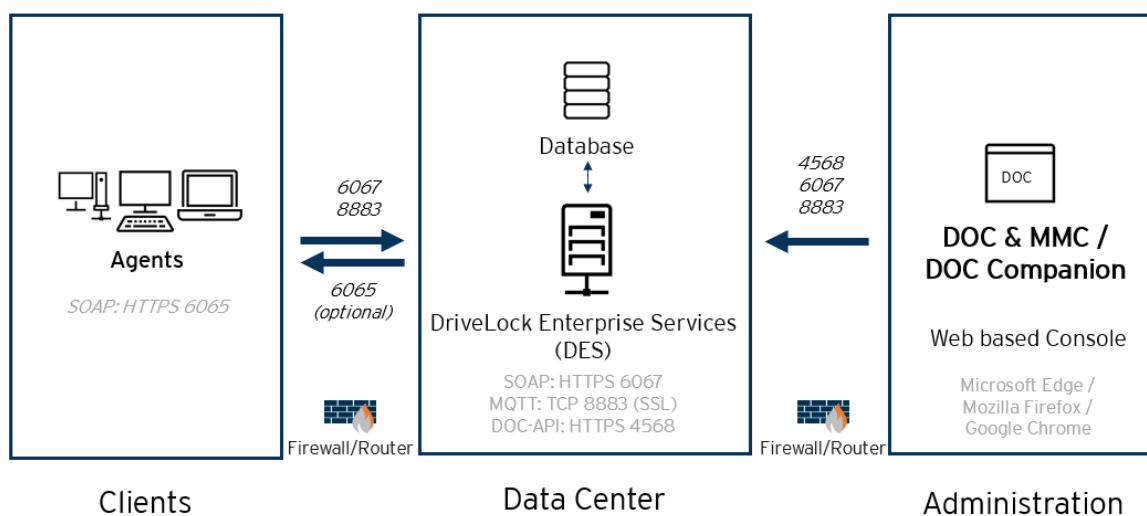 Agents
SOAP: HTTPS 6065
6067
8883
6065
(optional)
Firewall/Router
Database
DriveLock Enterprise Services
(DES)
SOAP: HTTPS 6067
MQTT: TCP 8883 (SSL)
DOC-API: HTTPS 4568
4568
6067
8883
Firewall/Router
DOC
DOC & MMC /
DOC Companion
Web based Console
Microsoft Edge /
Mozilla Firefox /
Google Chrome
Clients
Data Center
Administration